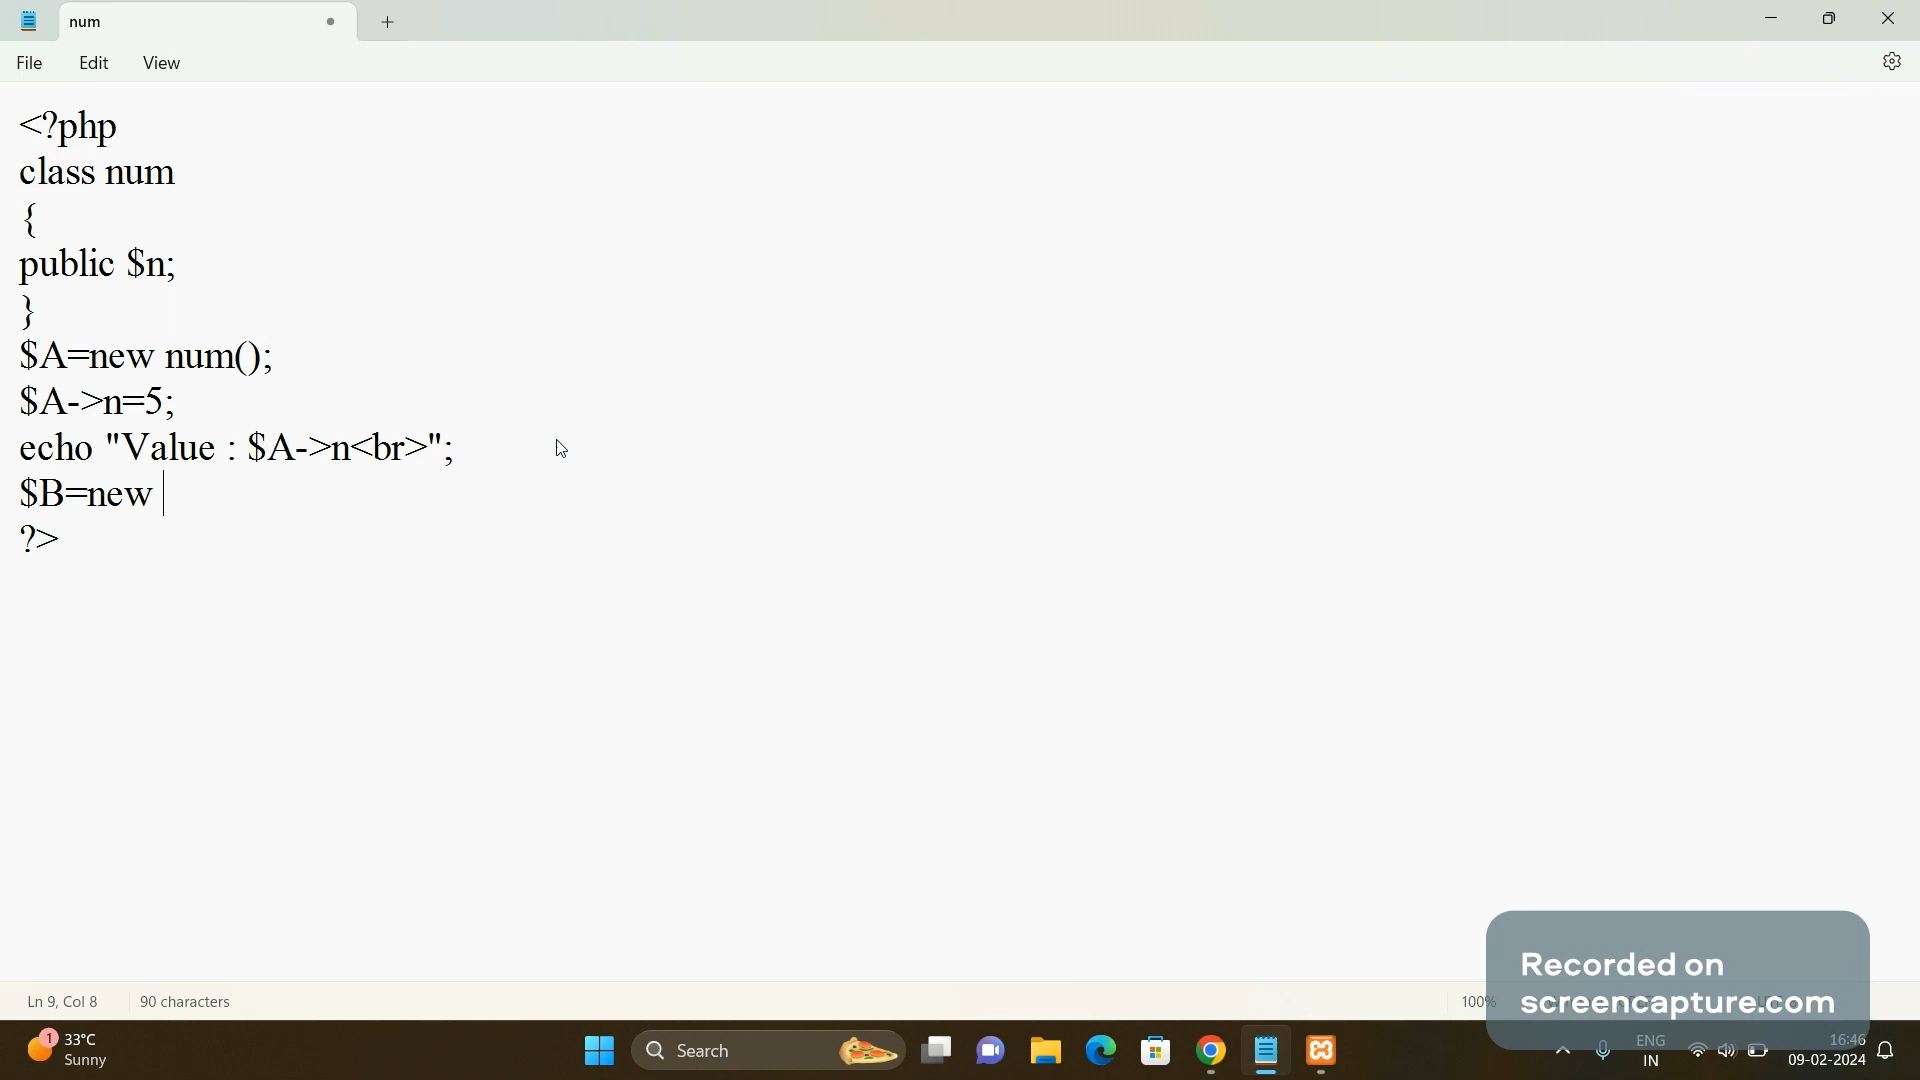 num
File Edit View
<?php
class num
{
public $n;
}
$A=new num();
$A->n=5;
echo "Value : $A->n<br>";
$B=new
?>
Recorded on
screencapture.com
Ln 9, Col 8 90 characters 100%
1 33°C
Sunny
Search
ENG
IN
16:46
09-02-2024